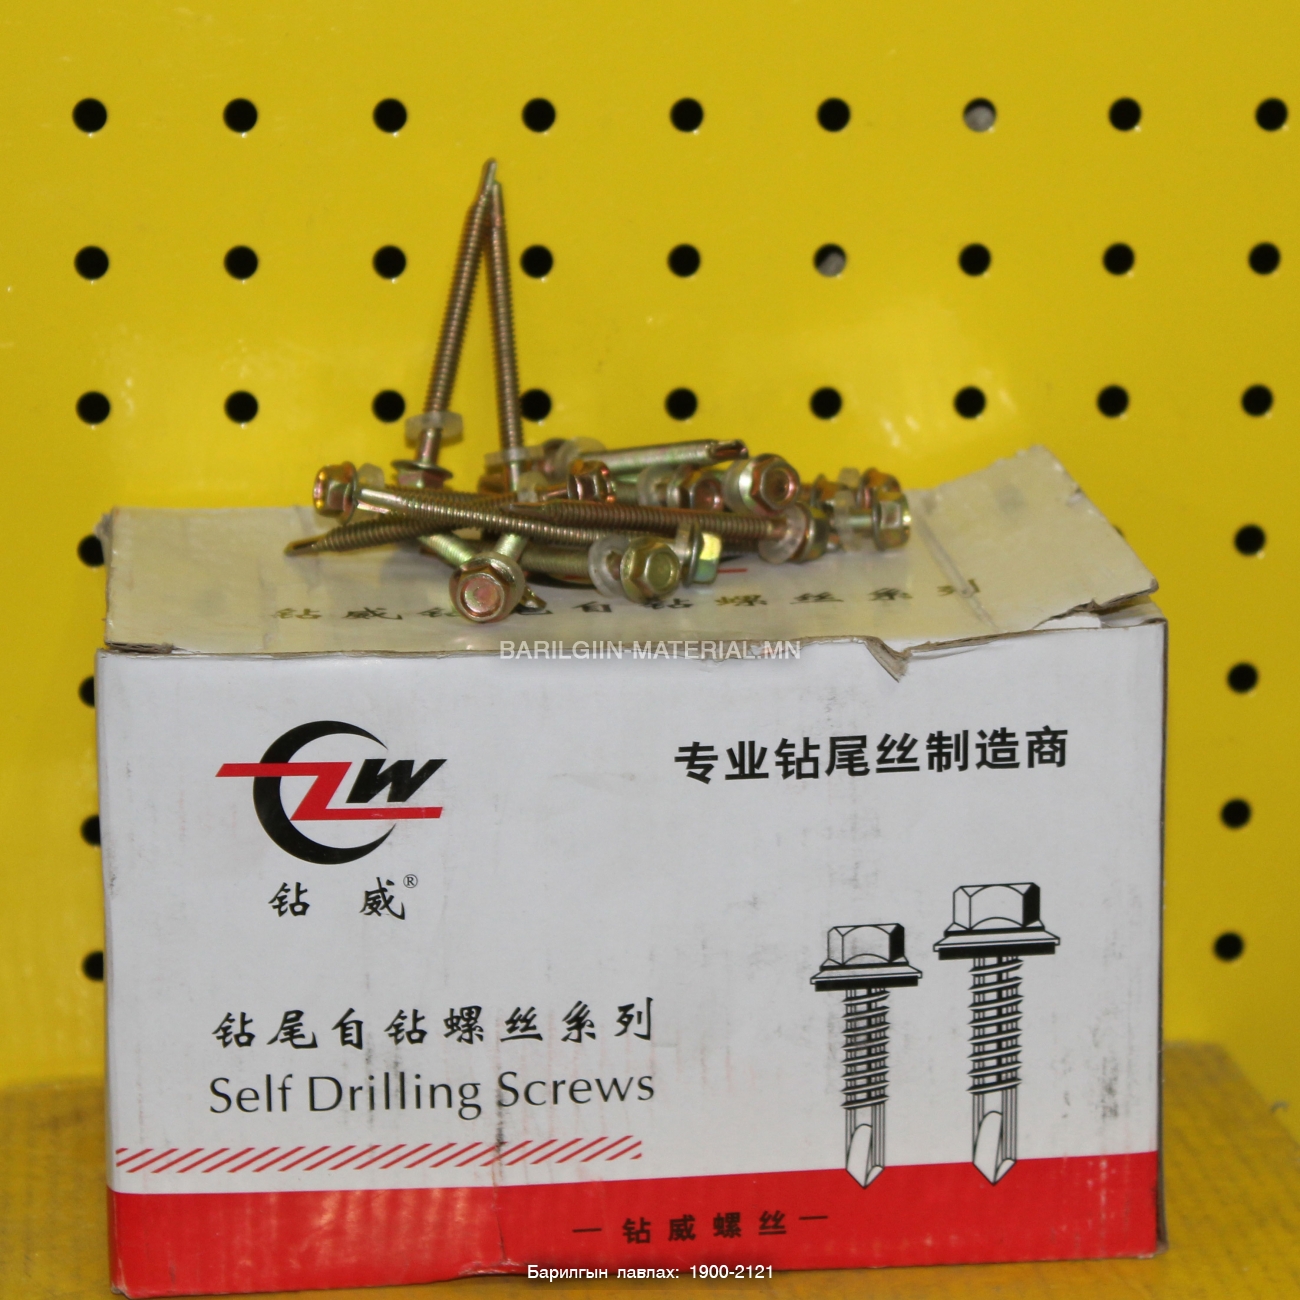 钻威钻尾自钻螺丝系列
BARILGIIN-MATERIAL.MN
ZW
专业钻尾丝制造商
钻 威®
钻尾自钻螺丝系列
Self Drilling Screws
— 钻威螺丝 —
Барилгын лавлах: 1900-2121